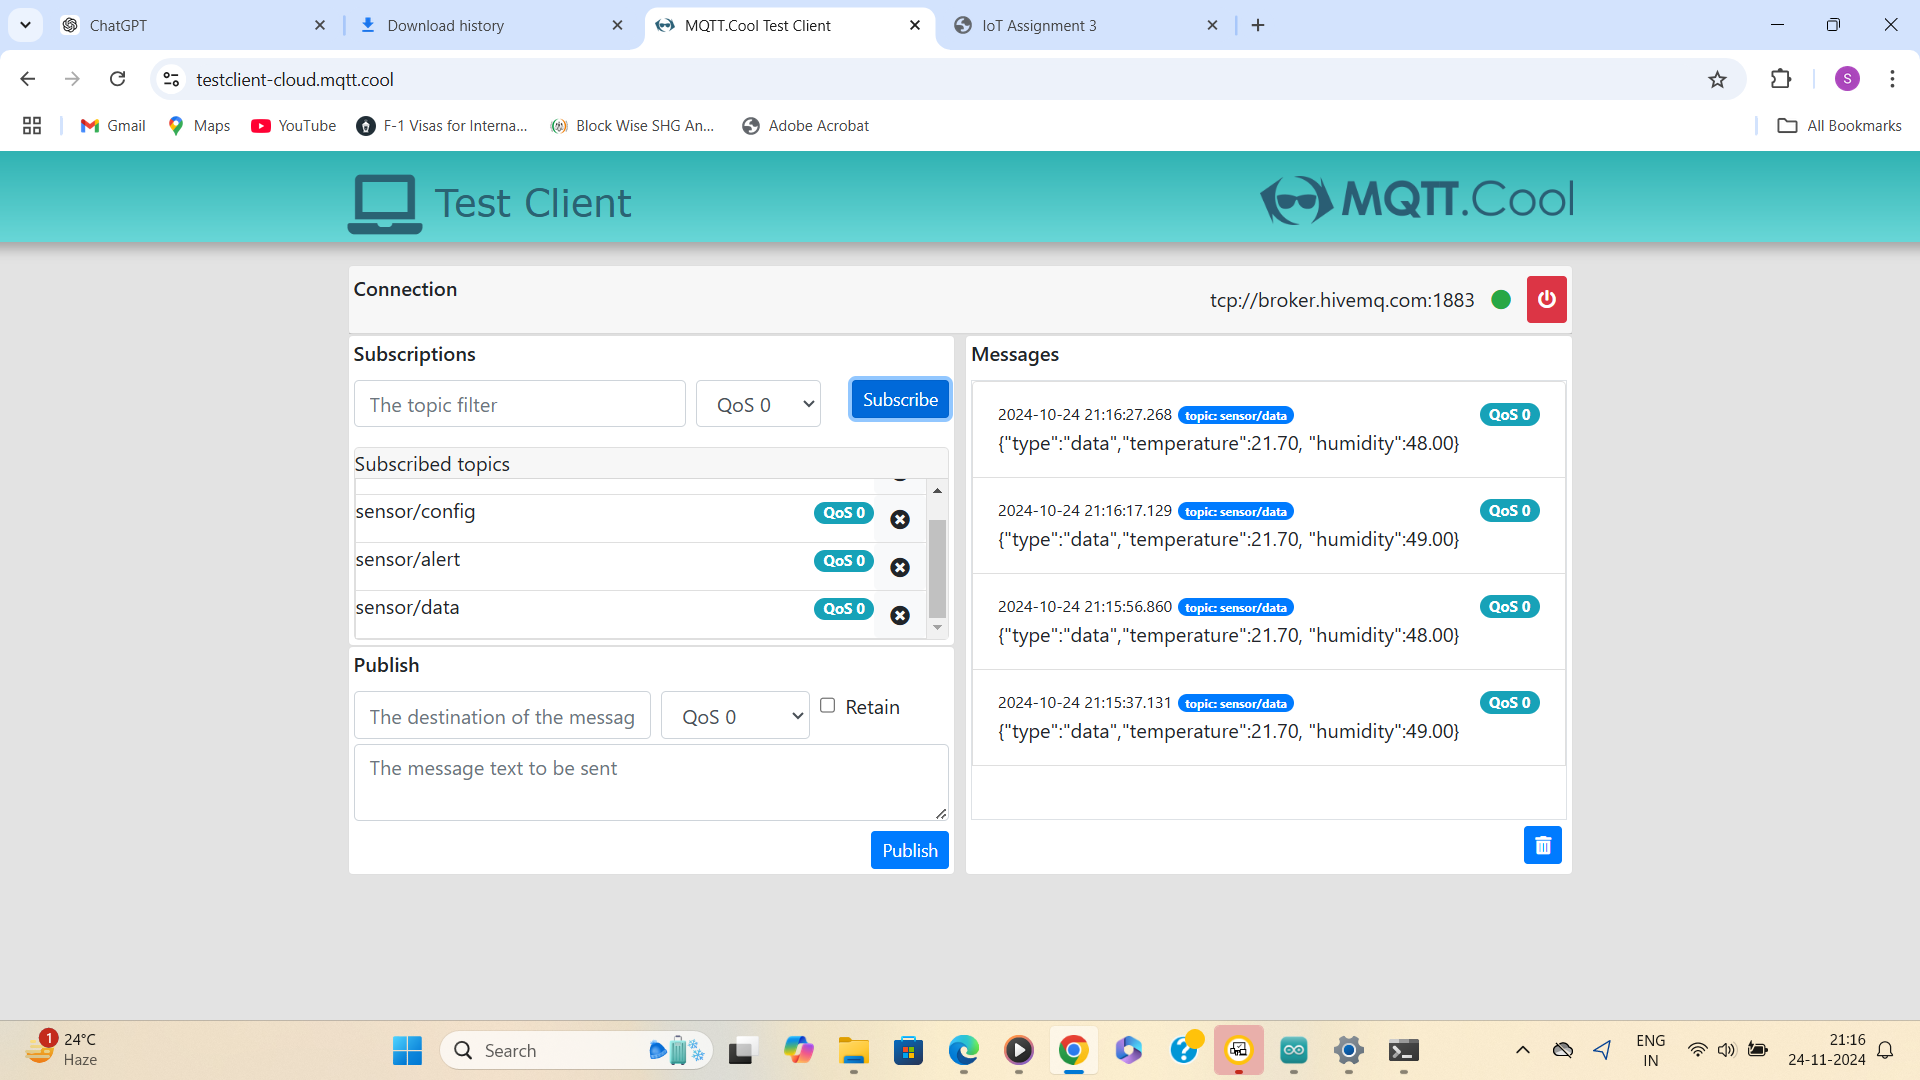 ChatGPT
Download history
MQTT.Cool Test Client
IoT Assignment 3
testclient-cloud.mqtt.cool
S
Gmail
Maps
YouTube
F-1 Visas for Interna...
Block Wise SHG An...
Adobe Acrobat
All Bookmarks
Test Client
MQTT.Cool
Connection
tcp://broker.hivemq.com:1883
Subscriptions
The topic filter
QoS 0
Subscribe
Subscribed topics
sensor/config
QoS 0
sensor/alert
QoS 0
sensor/data
QoS 0
Publish
The destination of the messag
QoS 0
Retain
The message text to be sent
Publish
Messages
2024-10-24 21:16:27.268 topic: sensor/data QoS 0
{"type":"data","temperature":21.70, "humidity":48.00}
2024-10-24 21:16:17.129 topic: sensor/data QoS 0
{"type":"data","temperature":21.70, "humidity":49.00}
2024-10-24 21:15:56.860 topic: sensor/data QoS 0
{"type":"data","temperature":21.70, "humidity":48.00}
2024-10-24 21:15:37.131 topic: sensor/data QoS 0
{"type":"data","temperature":21.70, "humidity":49.00}
1
24°C
Haze
Search
ENG
IN
21:16
24-11-2024